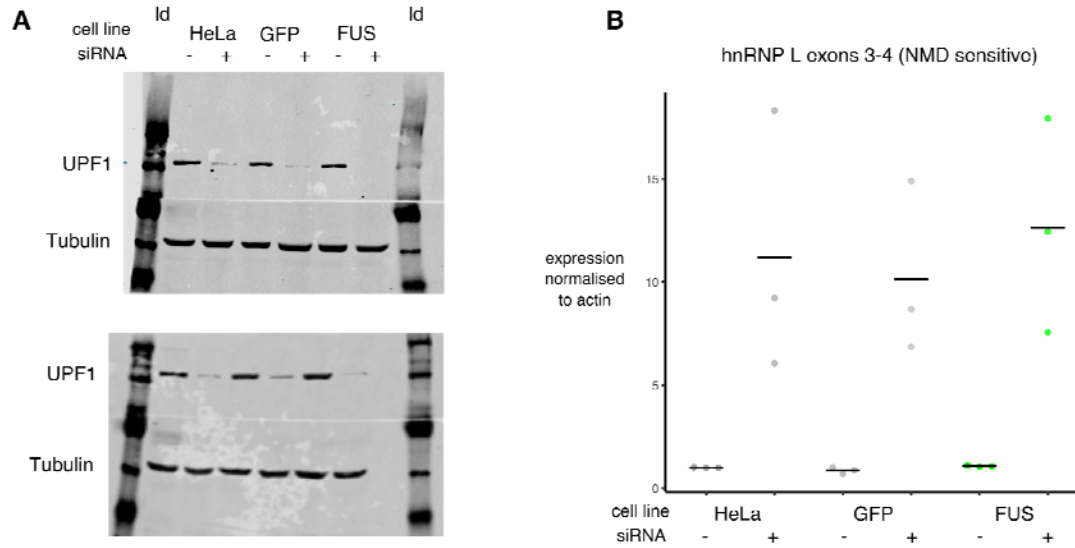 A
ld
ld
cell line
HeLa
GFP
FUS
siRNA
- + - + - +
UPF1
Tubulin
UPF1
Tubulin
B
hnRNP L exons 3-4 (NMD sensitive)
expression
normalised
to actin
15
10
5
0
cell line
HeLa
GFP
FUS
siRNA
- + - + - +